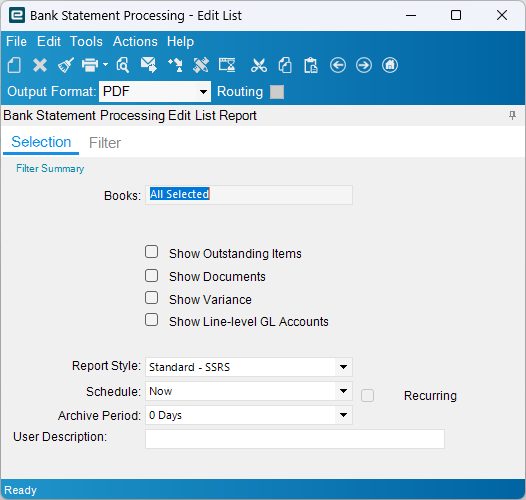 Bank Statement Processing - Edit List
File Edit Tools Actions Help
Output Format: PDF Routing
Bank Statement Processing Edit List Report
Selection Filter
Filter Summary
Books: All Selected
Show Outstanding Items
Show Documents
Show Variance
Show Line-level GL Accounts
Report Style: Standard - SSRS
Schedule: Now Recurring
Archive Period: 0 Days
User Description:
Ready